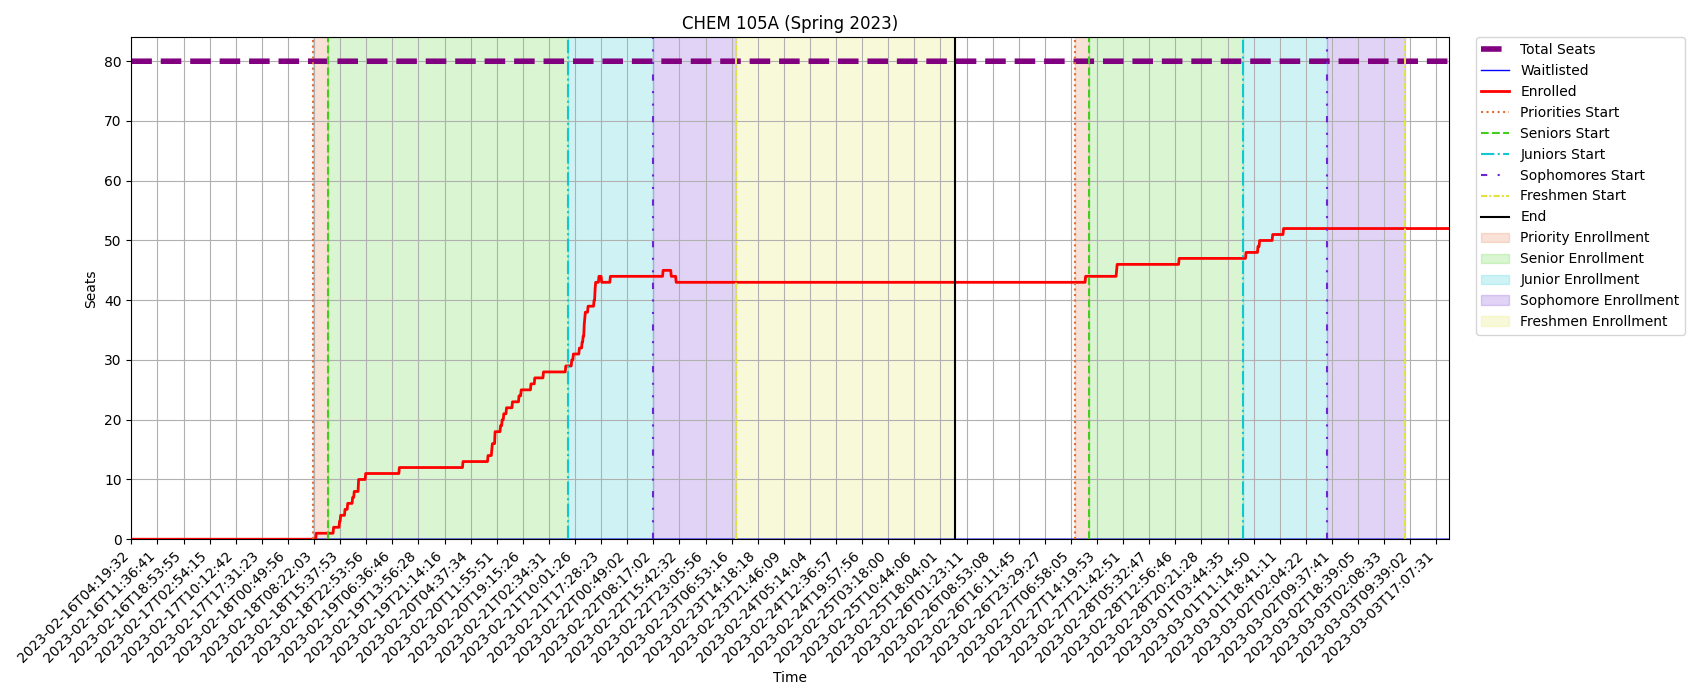 CHEM 105A (Spring 2023)
Seats
80
70
60
50
40
30
20
10
0
2023-02-16T04:19:32
2023-02-16T11:36:41
2023-02-16T18:53:55
2023-02-17T02:54:15
2023-02-17T10:12:42
2023-02-17T17:31:23
2023-02-18T00:49:56
2023-02-18T08:22:03
2023-02-18T15:37:53
2023-02-18T22:53:56
2023-02-19T06:36:46
2023-02-19T13:56:28
2023-02-19T21:14:16
2023-02-20T04:37:34
2023-02-20T11:55:51
2023-02-20T19:15:26
2023-02-21T02:34:31
2023-02-21T10:01:26
2023-02-21T17:28:23
2023-02-22T00:49:02
2023-02-22T08:17:02
2023-02-22T15:42:32
2023-02-22T23:05:56
2023-02-23T06:53:16
2023-02-23T14:18:18
2023-02-23T21:46:09
2023-02-24T05:14:04
2023-02-24T12:36:57
2023-02-24T19:57:56
2023-02-25T03:18:00
2023-02-25T10:44:06
2023-02-25T18:04:01
2023-02-26T01:23:11
2023-02-26T08:53:08
2023-02-26T16:11:45
2023-02-26T23:29:27
2023-02-27T06:58:05
2023-02-27T14:19:53
2023-02-27T21:42:51
2023-02-28T05:32:47
2023-02-28T12:56:46
2023-02-28T20:21:28
2023-03-01T03:44:35
2023-03-01T11:14:50
2023-03-01T18:41:11
2023-03-02T02:04:22
2023-03-02T09:37:41
2023-03-02T18:39:05
2023-03-03T02:08:33
2023-03-03T09:39:02
2023-03-03T17:07:31
Time
Total Seats
Waitlisted
Enrolled
Priorities Start
Seniors Start
Juniors Start
Sophomores Start
Freshmen Start
End
Priority Enrollment
Senior Enrollment
Junior Enrollment
Sophomore Enrollment
Freshmen Enrollment